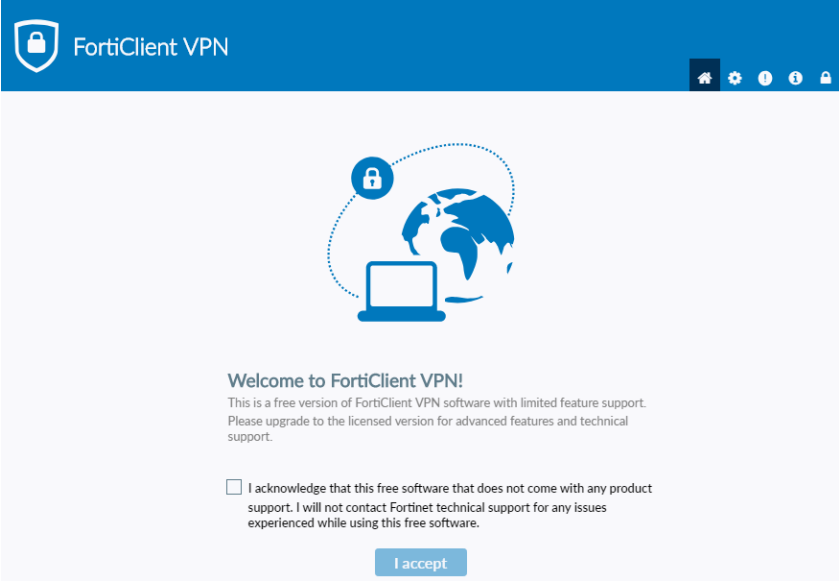 FortiClient VPN
Welcome to FortiClient VPN!
This is a free version of FortiClient VPN software with limited feature support.
Please upgrade to the licensed version for advanced features and technical
support.
I acknowledge that this free software that does not come with any product
support. I will not contact Fortinet technical support for any issues
experienced while using this free software.
I accept